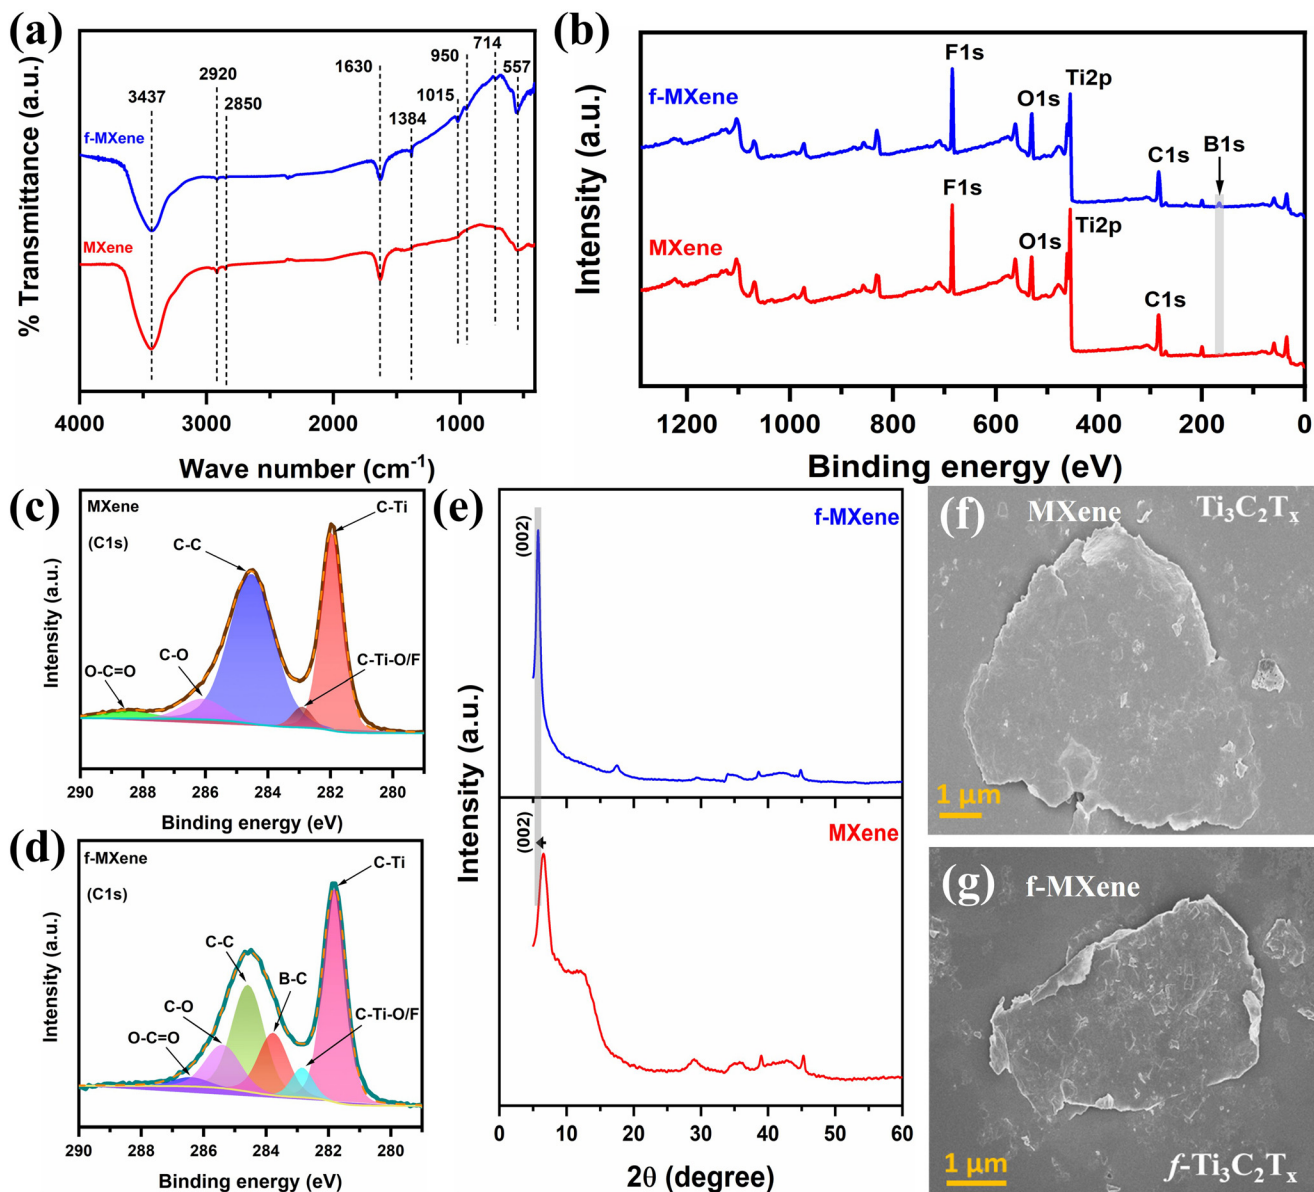 (a)
% Transmittance (a.u.)
3437
2920
2850
1630
1384
1015
950
714
557
f-MXene
MXene
4000
3000
2000
1000
Wave number (cm-1)
(b)
Intensity (a.u.)
f-MXene
F1s
O1s
Ti2p
C1s
B1s
MXene
F1s
O1s
Ti2p
C1s
1200
1000
800
600
400
200
0
Binding energy (eV)
(c)
MXene
(C1s)
C-Ti
C-C
C-O
O-C=O
C-Ti-O/F
Intensity (a.u.)
290
288
286
284
282
280
Binding energy (eV)
(d)
f-MXene
(C1s)
C-Ti
C-C
B-C
C-O
O-C=O
C-Ti-O/F
Intensity (a.u.)
290
288
286
284
282
280
Binding energy (eV)
(e)
(002)
f-MXene
(002)
MXene
Intensity (a.u.)
0
10
20
30
40
50
60
2θ (degree)
(f)
MXene
Ti3C2Tx
1 μm
(g)
f-MXene
1 μm
f-Ti3C2Tx